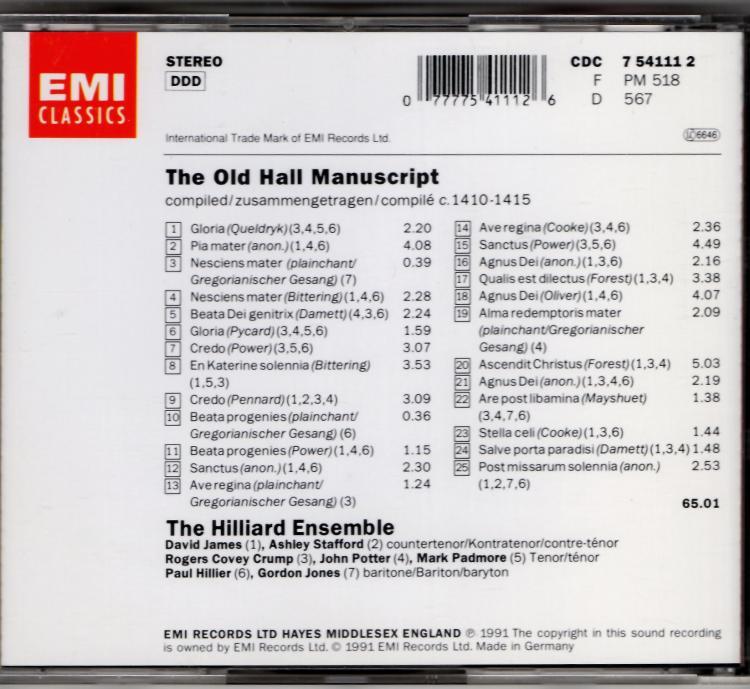 EMI
CLASSICS
STEREO
DDD
0 77775 41112 6
CDC 7 54111 2
F PM 518
D 567
International Trade Mark of EMI Records Ltd.
LC 6646
The Old Hall Manuscript
compiled/zusammengetragen/compilé c.1410-1415
1 Gloria (Queldryk) (3,4,5,6) 2.20
2 Pia mater (anon.) (1,4,6) 4.08
3 Nesciens mater (plainchant/
Gregorianischer Gesang) (7) 0.39
4 Nesciens mater (Bittering) (1,4,6) 2.28
5 Beata Dei genitrix (Damett) (4,3,6) 2.24
6 Gloria (Pycard) (3,4,5,6) 1.59
7 Credo (Power) (3,5,6) 3.07
8 En Katerine solennia (Bittering) 3.53
(1,5,3)
9 Credo (Pennard) (1,2,3,4) 3.09
10 Beata progenies (plainchant/ 0.36
Gregorianischer Gesang) (6)
11 Beata progenies (Power) (1,4,6) 1.15
12 Sanctus (anon.) (1,4,6) 2.30
13 Ave regina (plainchant/ 1.24
Gregorianischer Gesang) (3)
14 Ave regina (Cooke) (3,4,6) 2.36
15 Sanctus (Power) (3,5,6) 4.49
16 Agnus Dei (anon.) (1,3,6) 2.16
17 Qualis est dilectus (Forest) (1,3,4) 3.38
18 Agnus Dei (Oliver) (1,4,6) 4.07
19 Alma redemptoris mater 2.09
(plainchant/Gregorianischer
Gesang) (4)
20 Ascendit Christus (Forest) (1,3,4) 5.03
21 Agnus Dei (anon.) (1,3,4,6) 2.19
22 Are post libamina (Mayshuet) 1.38
(3,4,7,6)
23 Stella celi (Cooke) (1,3,6) 1.44
24 Salve porta paradisi (Damett) (1,3,4) 1.48
25 Post missarum solennia (anon.) 2.53
(1,2,7,6)
65.01
The Hilliard Ensemble
David James (1), Ashley Stafford (2) countertenor/Kontratenor/contre-ténor
Rogers Covey Crump (3), John Potter (4), Mark Padmore (5) Tenor/ténor
Paul Hillier (6), Gordon Jones (7) baritone/Bariton/baryton
EMI RECORDS LTD HAYES MIDDLESEX ENGLAND ℗ 1991 The copyright in this sound recording
is owned by EMI Records Ltd. © 1991 EMI Records Ltd. Made in Germany